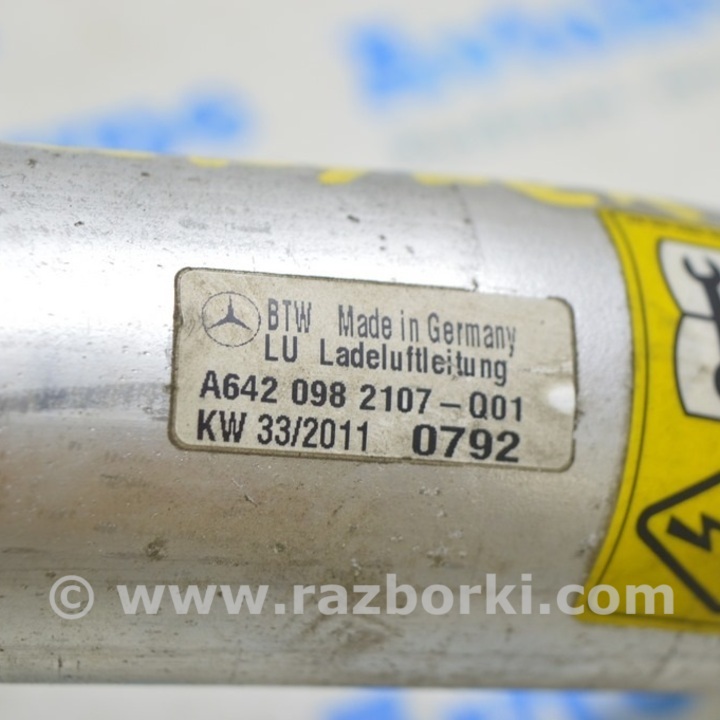 BTW Made in Germany
LU Ladeluftleitung
A642 098 2107-Q01
KW 33/2011 0792
© www.razborki.com